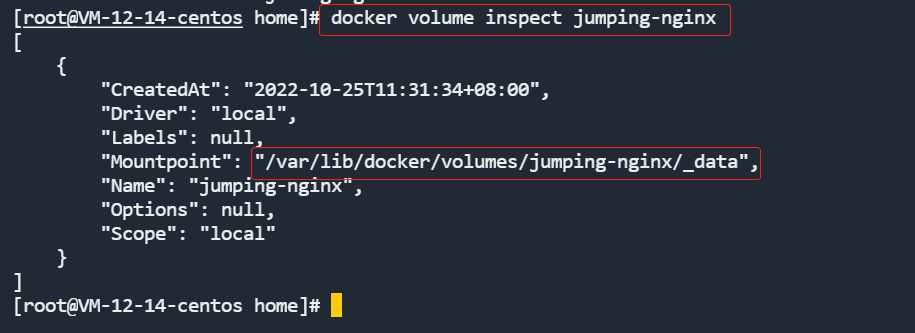 [root@VM-12-14-centos home]# docker volume inspect jumping-nginx
[
    {
        "CreatedAt": "2022-10-25T11:31:34+08:00",
        "Driver": "local",
        "Labels": null,
        "Mountpoint": "/var/lib/docker/volumes/jumping-nginx/_data",
        "Name": "jumping-nginx",
        "Options": null,
        "Scope": "local"
    }
]
[root@VM-12-14-centos home]#